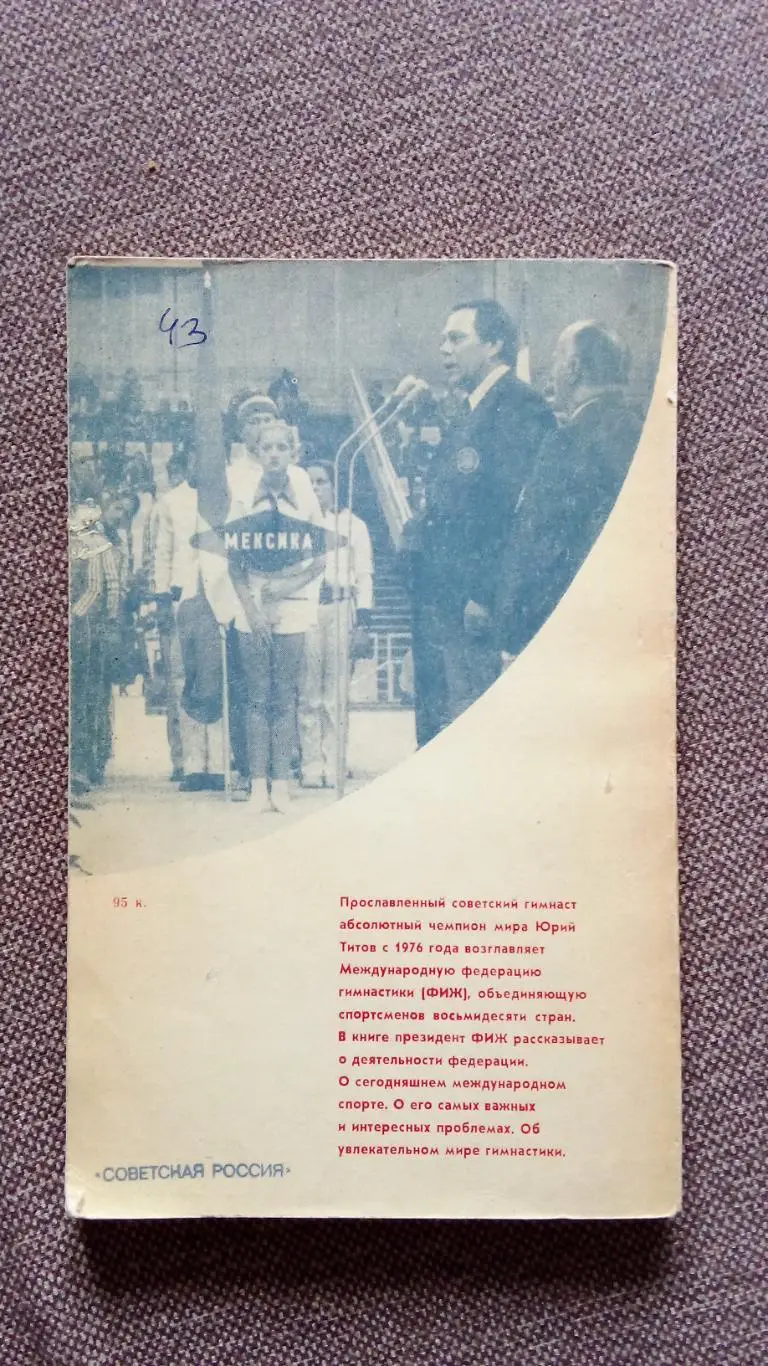 43
МЕКСИКА
95 к.
Прославленный советский гимнаст
абсолютный чемпион мира Юрий
Титов с 1976 года возглавляет
Международную федерацию
гимнастики (ФИЖ), объединяющую
спортсменов восьмидесяти стран.
В книге президент ФИЖ рассказывает
о деятельности федерации.
О сегодняшнем международном
спорте. О его самых важных
и интересных проблемах. Об
увлекательном мире гимнастики.
«СОВЕТСКАЯ РОССИЯ»